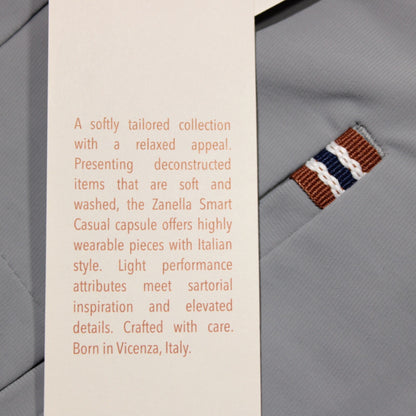 A softly tailored collection
with a relaxed appeal.
Presenting deconstructed
items that are soft and
washed, the Zanella Smart
Casual capsule offers highly
wearable pieces with Italian
style. Light performance
attributes meet sartorial
inspiration and elevated
details. Crafted with care.
Born in Vicenza, Italy.